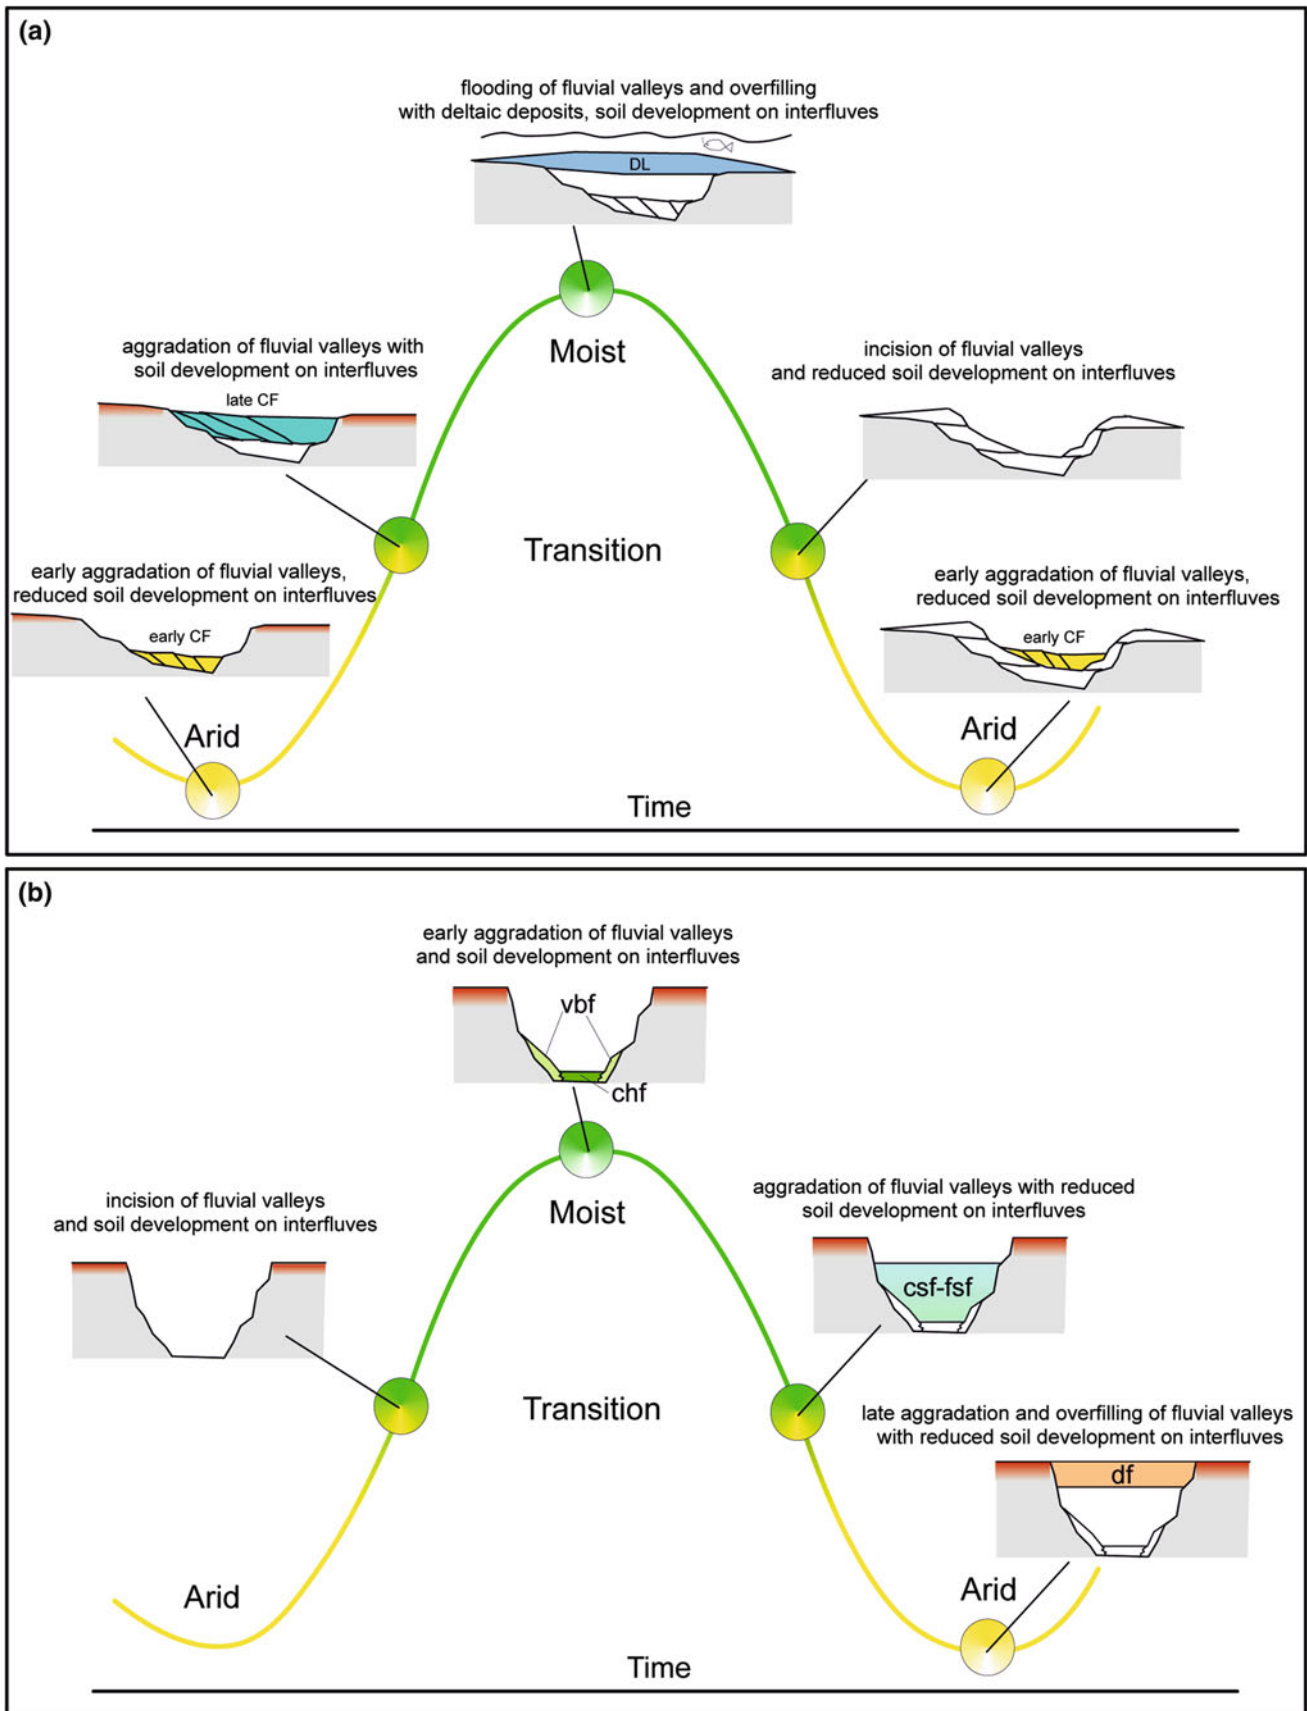 (a)
flooding of fluvial valleys and overfilling
with deltaic deposits, soil development on interfluves
DL
Moist
aggradation of fluvial valleys with
soil development on interfluves
late CF
incision of fluvial valleys
and reduced soil development on interfluves
Transition
early aggradation of fluvial valleys,
reduced soil development on interfluves
early CF
early aggradation of fluvial valleys,
reduced soil development on interfluves
early CF
Arid
Arid
Time
(b)
early aggradation of fluvial valleys
and soil development on interfluves
vbf
chf
Moist
incision of fluvial valleys
and soil development on interfluves
aggradation of fluvial valleys with reduced
soil development on interfluves
csf-fsf
Transition
late aggradation and overfilling of fluvial valleys
with reduced soil development on interfluves
df
Arid
Arid
Time